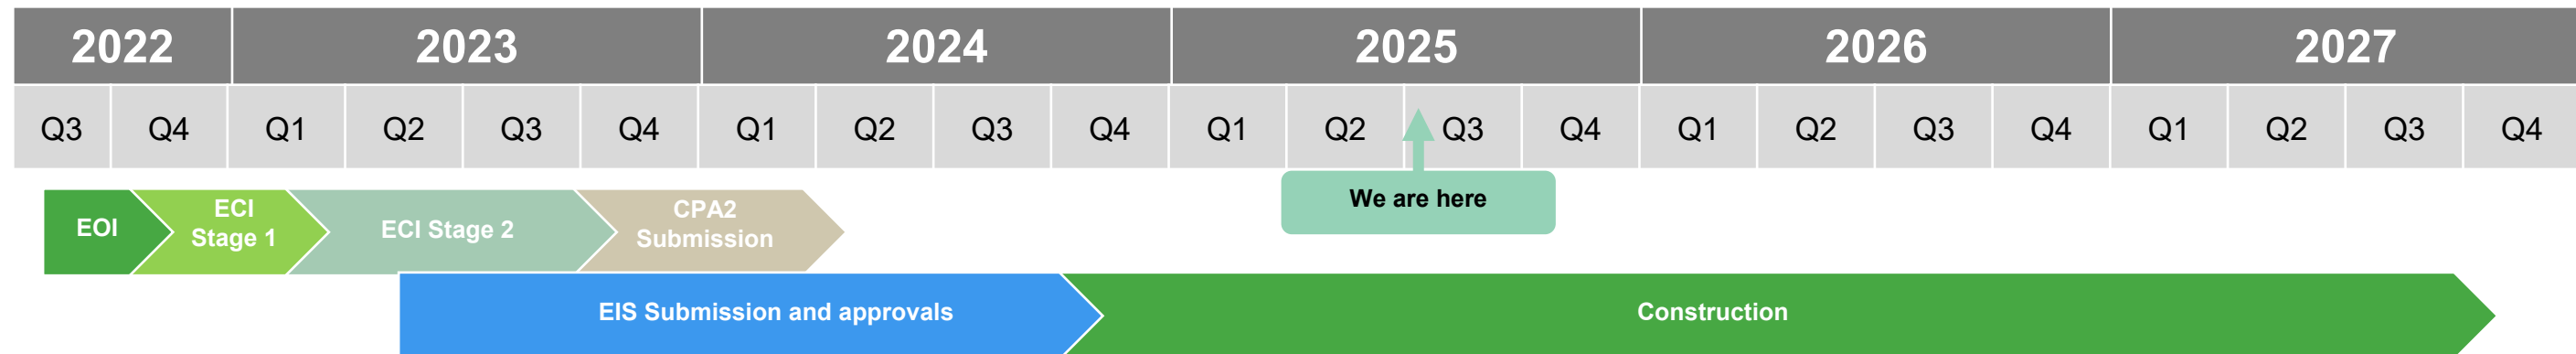 2022 2023 2024 2025 2026 2027
Q3 Q4 Q1 Q2 Q3 Q4 Q1 Q2 Q3 Q4 Q1 Q2 Q3 Q4 Q1 Q2 Q3 Q4 Q1 Q2 Q3 Q4
We are here
EOI
ECI
Stage 1
ECI Stage 2
CPA2
Submission
EIS Submission and approvals
Construction